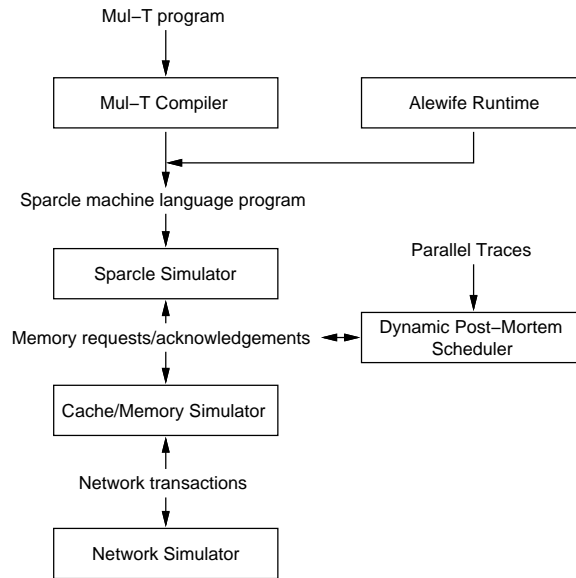 Mul–T program
Mul–T Compiler
Alewife Runtime
Sparcle machine language program
Sparcle Simulator
Parallel Traces
Memory requests/acknowledgements
Dynamic Post–Mortem
Scheduler
Cache/Memory Simulator
Network transactions
Network Simulator